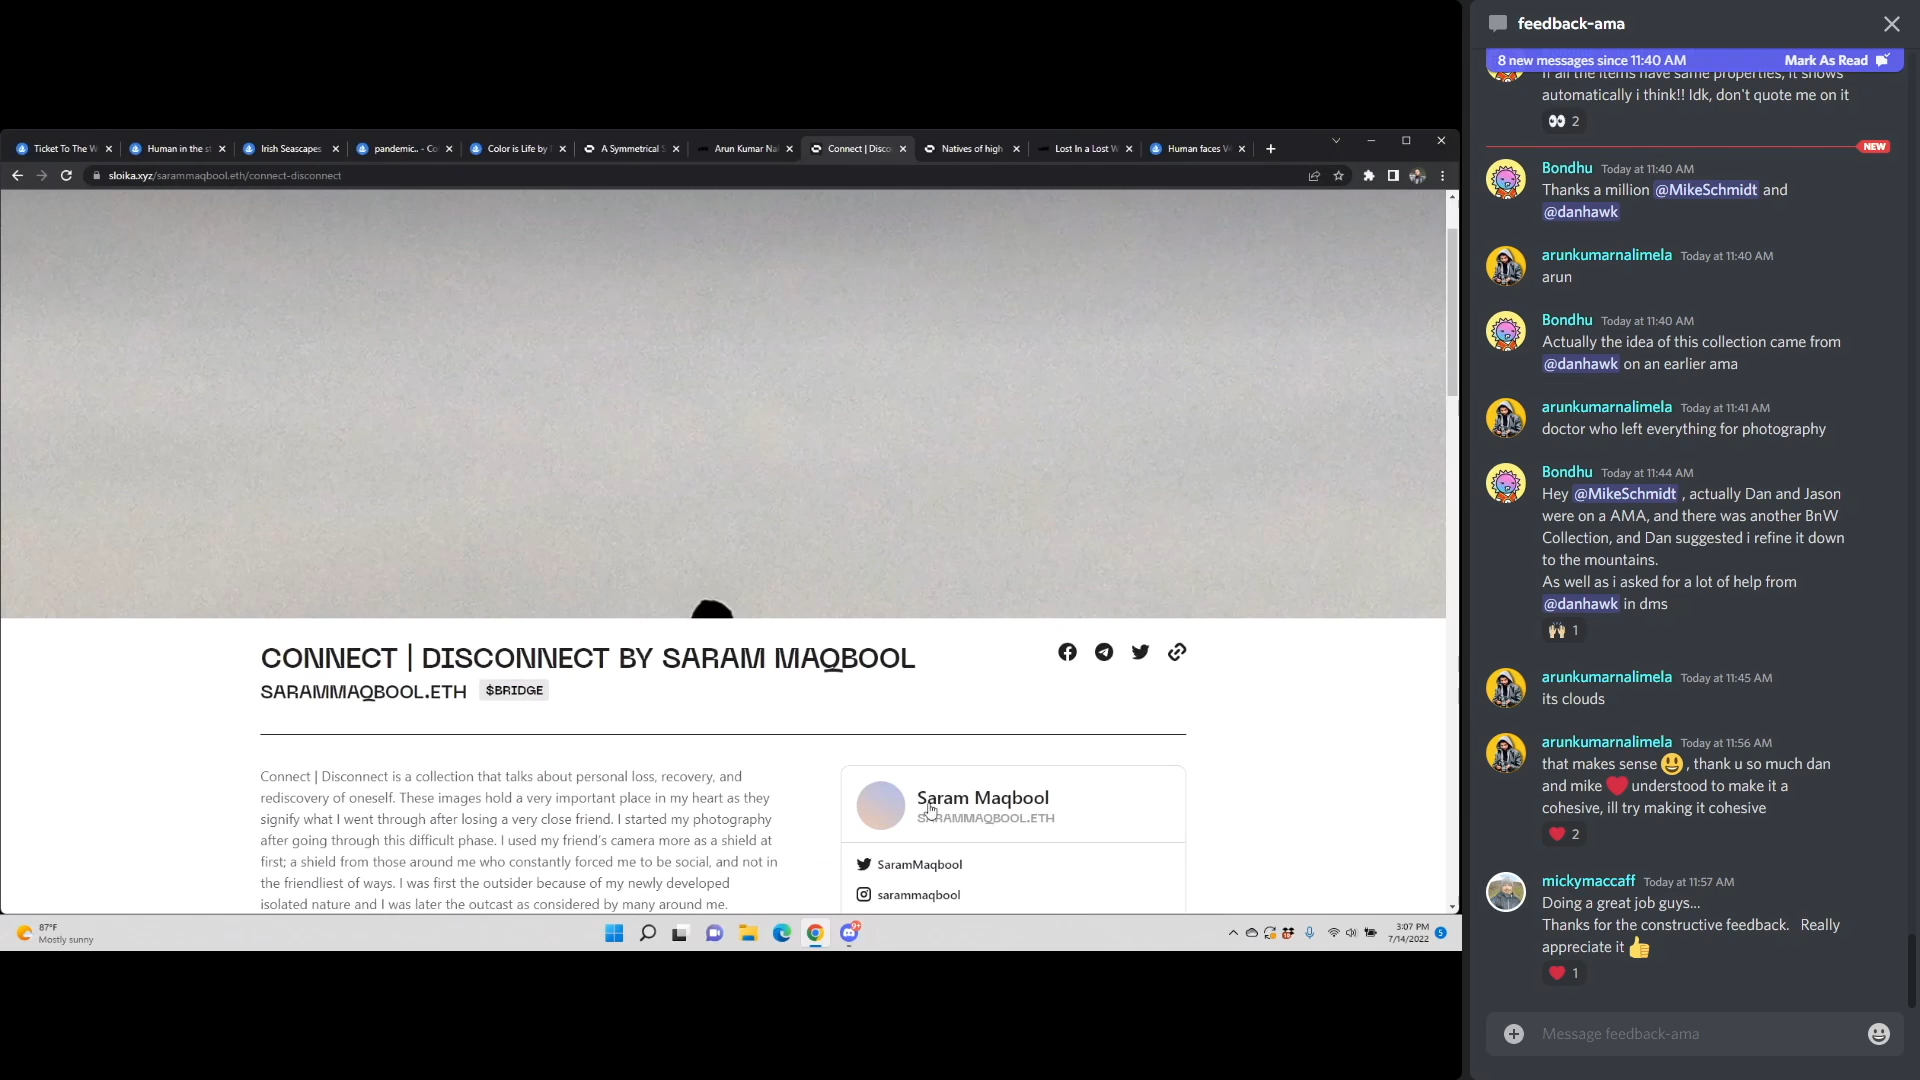 Ticket To The W
Human in the st
Irish Seascapes
pandemic.. - Co
Color is Life by
A Symmetrical S
Arun Kumar Nal
Connect | Disco
Natives of high
Lost In a Lost W
Human faces V
sloika.xyz/sarammaqbool.eth/connect-disconnect
CONNECT | DISCONNECT BY SARAM MAQBOOL
SARAMMAQBOOL.ETH $BRIDGE
Connect | Disconnect is a collection that talks about personal loss, recovery, and
rediscovery of oneself. These images hold a very important place in my heart as they
signify what I went through after losing a very close friend. I started my photography
after going through this difficult phase. I used my friend's camera more as a shield at
first; a shield from those around me who constantly forced me to be social, and not in
the friendliest of ways. I was first the outsider because of my newly developed
isolated nature and I was later the outcast as considered by many around me.
Saram Maqbool
SARAMMAQBOOL.ETH
SaramMaqbool
sarammaqbool
87°F
Mostly sunny
3:07 PM
7/14/2022
5
feedback-ama
8 new messages since 11:40 AM Mark As Read
If all the items have same properties, it shows
automatically i think!! Idk, don't quote me on it
👀 2
NEW
Bondhu Today at 11:40 AM
Thanks a million @MikeSchmidt and
@danhawk
arunkumarnalimela Today at 11:40 AM
arun
Bondhu Today at 11:40 AM
Actually the idea of this collection came from
@danhawk on an earlier ama
arunkumarnalimela Today at 11:41 AM
doctor who left everything for photography
Bondhu Today at 11:44 AM
Hey @MikeSchmidt , actually Dan and Jason
were on a AMA, and there was another BnW
Collection, and Dan suggested i refine it down
to the mountains.
As well as i asked for a lot of help from
@danhawk in dms
🙌 1
arunkumarnalimela Today at 11:45 AM
its clouds
arunkumarnalimela Today at 11:56 AM
that makes sense 😃 , thank u so much dan
and mike ❤️ understood to make it a
cohesive, ill try making it cohesive
❤️ 2
mickymaccaff Today at 11:57 AM
Doing a great job guys...
Thanks for the constructive feedback. Really
appreciate it 👍
❤️ 1
Message feedback-ama